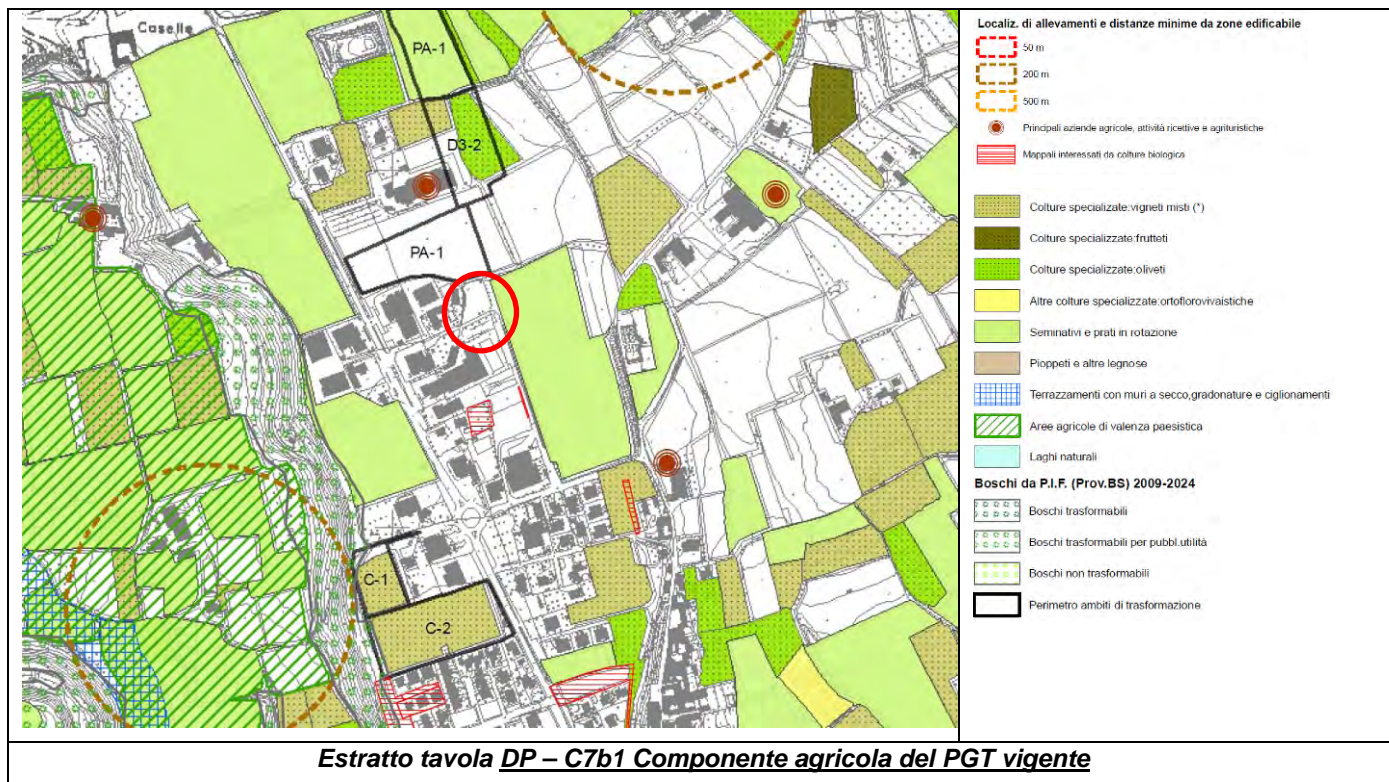 Caselle
PA-1
D3-2
PA-1
C-1
C-2
Localiz. di allevamenti e distanze minime da zone edificabile
50 m
200 m
500 m
Principali aziende agricole, attività ricettive e agrituristiche
Mappali interessati da colture biologica
Colture specializate:vigneti misti (*)
Colture specializzate:frutteti
Colture specializate:oliveti
Altre colture specializzate:ortoflorovivaistiche
Seminativi e prati in rotazione
Pioppeti e altre legnose
Terrazzamenti con muri a secco,gradonature e ciglionamenti
Aree agricole di valenza paesistica
Laghi naturali
Boschi da P.I.F. (Prov.BS) 2009-2024
Boschi trasformabili
Boschi trasformabili per pubbl.utilità
Boschi non trasformabili
Perimetro ambiti di trasformazione
Estratto tavola DP – C7b1 Componente agricola del PGT vigente